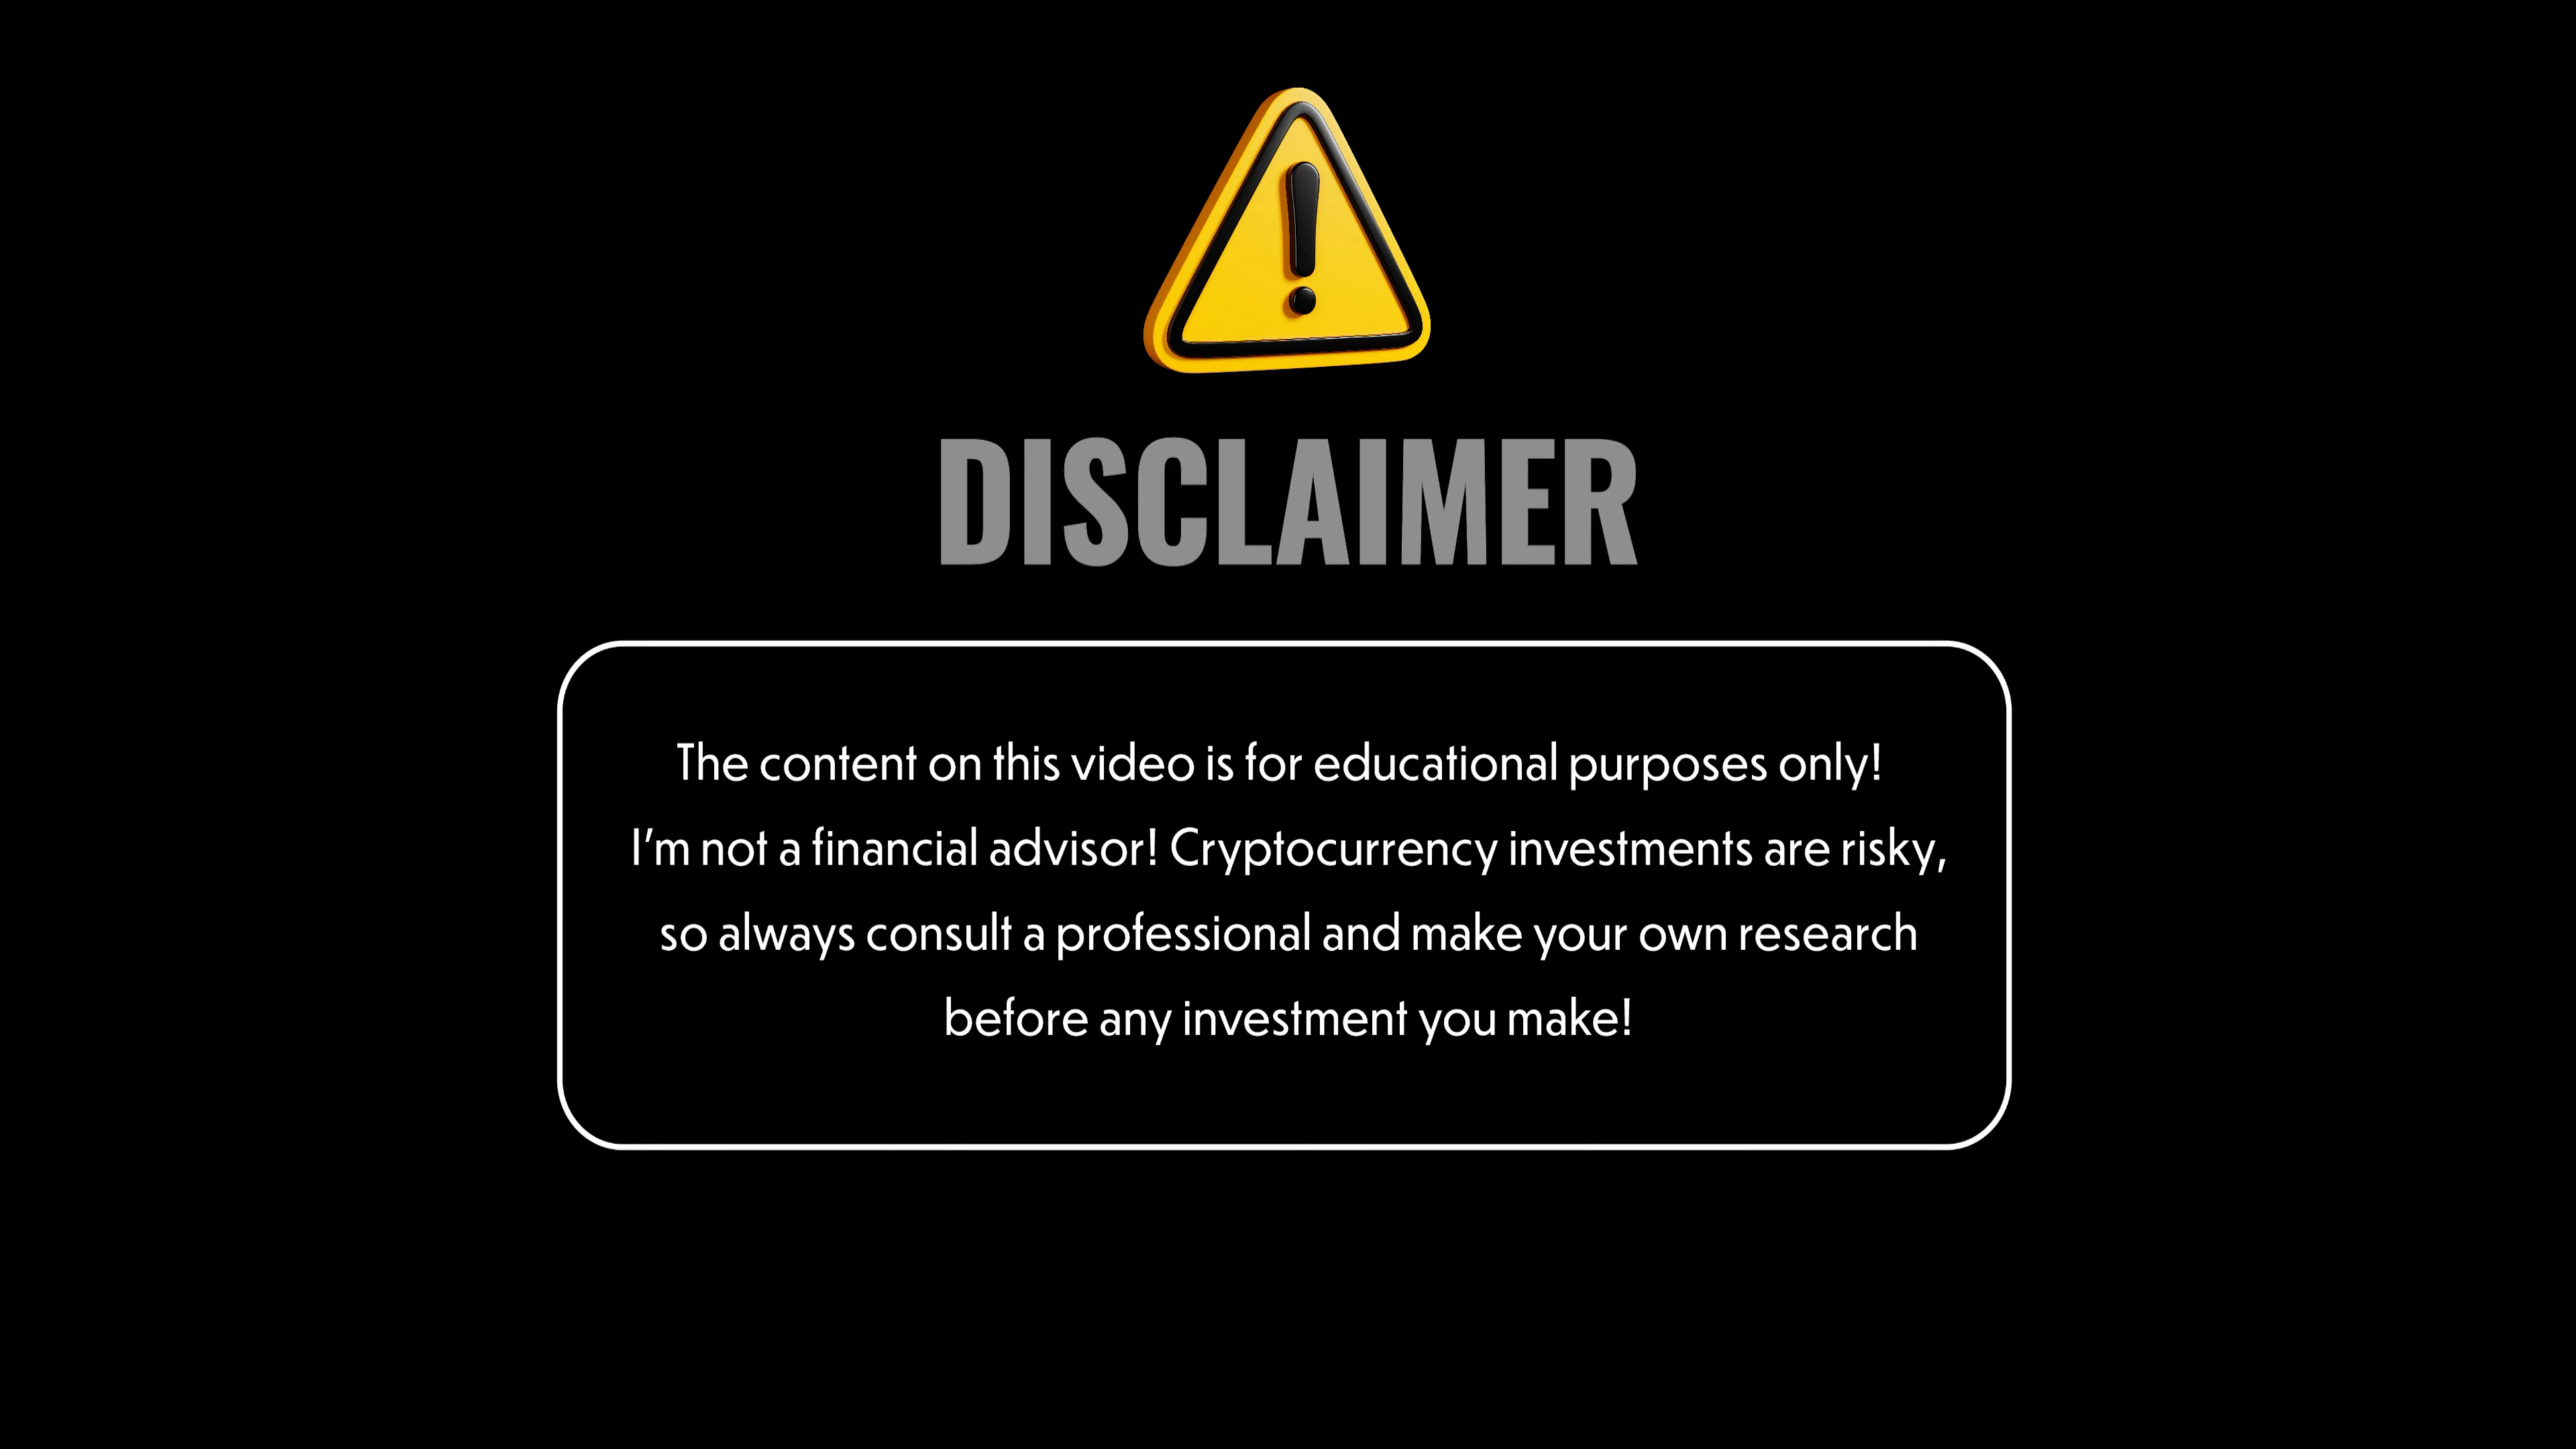 DISCLAIMER
The content on this video is for educational purposes only!
I'm not a financial advisor! Cryptocurrency investments are risky,
so always consult a professional and make your own research
before any investment you make!